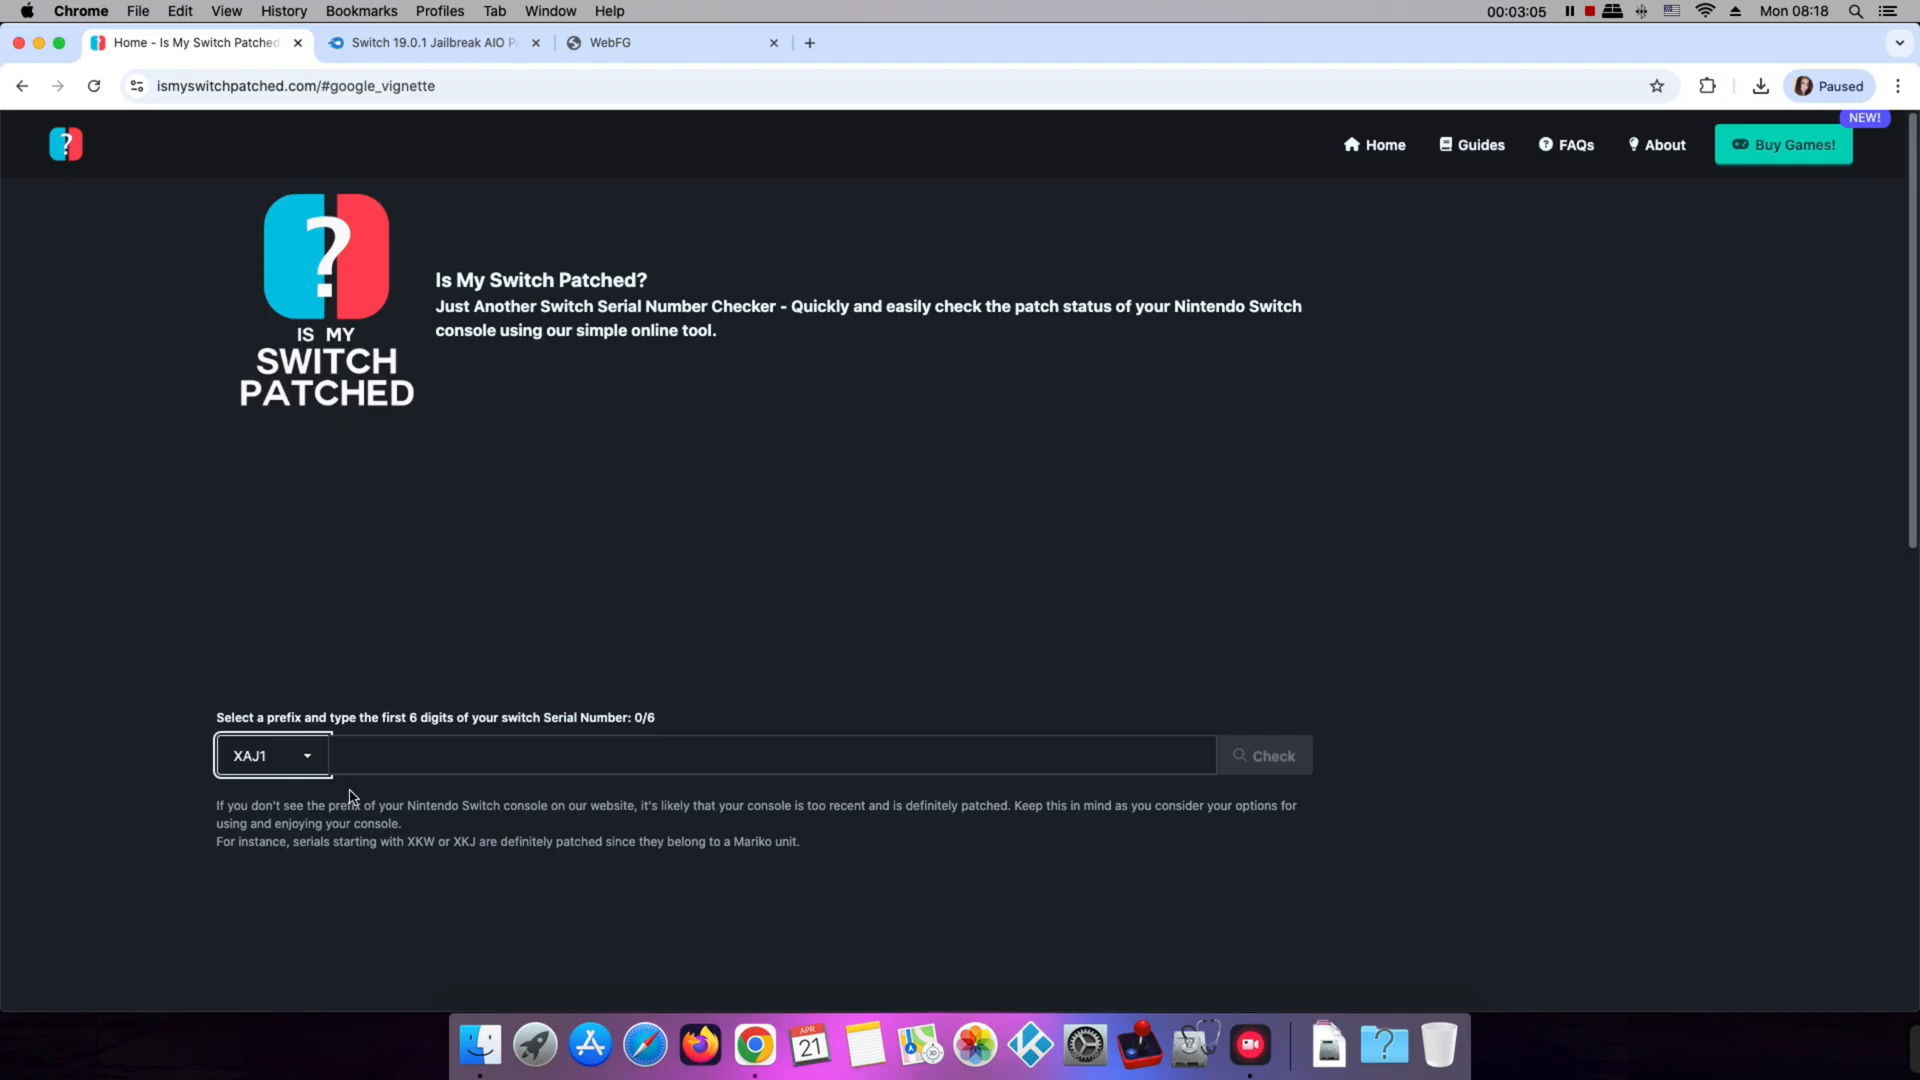 Chrome File Edit View History Bookmarks Profiles Tab Window Help 00:03:05 Mon 08:18
Home - Is My Switch Patched Switch 19.0.1 Jailbreak AIO P WebFG
ismyswitchpatched.com/#google_vignette Paused
NEW!
? Home Guides FAQs About Buy Games!
?
IS MY
SWITCH
PATCHED
Is My Switch Patched?
Just Another Switch Serial Number Checker - Quickly and easily check the patch status of your Nintendo Switch
console using our simple online tool.
Select a prefix and type the first 6 digits of your switch Serial Number: 0/6
XAJ1 Check
If you don't see the prefix of your Nintendo Switch console on our website, it's likely that your console is too recent and is definitely patched. Keep this in mind as you consider your options for
using and enjoying your console.
For instance, serials starting with XKW or XKJ are definitely patched since they belong to a Mariko unit.
APR
21
3D
?